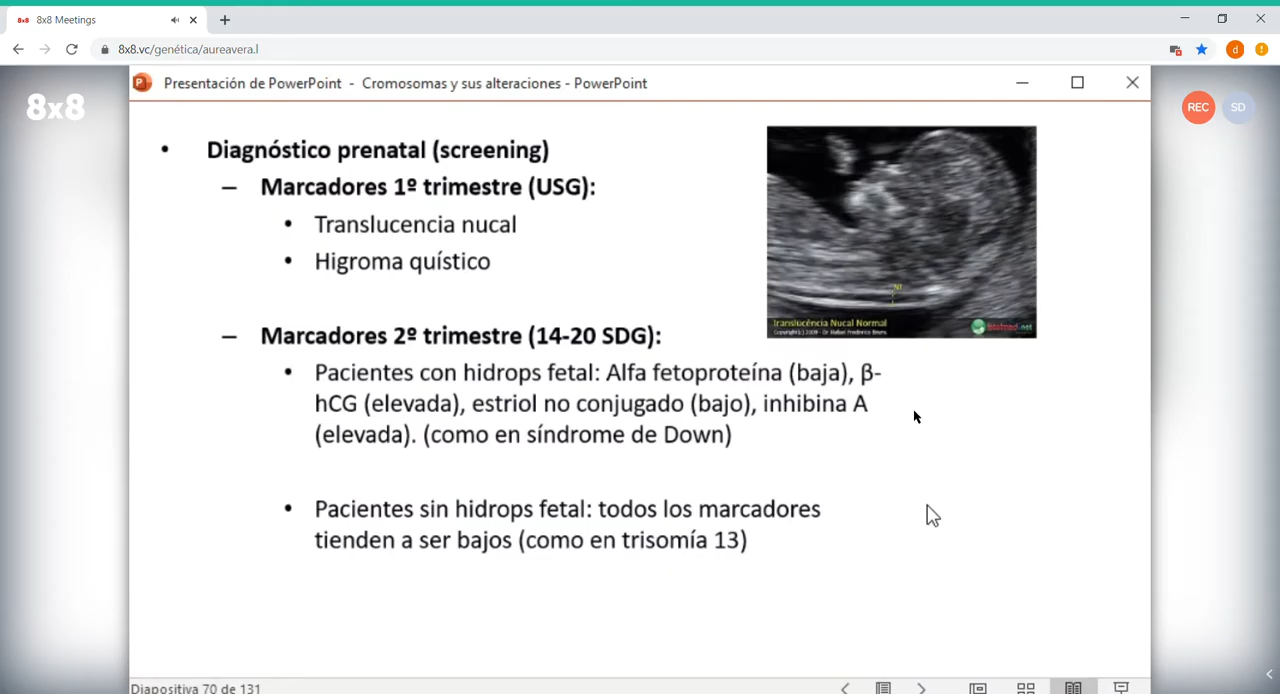 8x8 Meetings
8x8.vc/genética/aureavera.l
8x8
Presentación de PowerPoint - Cromosomas y sus alteraciones - PowerPoint
REC
SD
• Diagnóstico prenatal (screening)
– Marcadores 1º trimestre (USG):
• Translucencia nucal
• Higroma quístico
NT
Translucência Nucal Normal
– Marcadores 2º trimestre (14-20 SDG):
• Pacientes con hidrops fetal: Alfa fetoproteína (baja), β-
hCG (elevada), estriol no conjugado (bajo), inhibina A
(elevada). (como en síndrome de Down)
• Pacientes sin hidrops fetal: todos los marcadores
tienden a ser bajos (como en trisomía 13)
Diapositiva 70 de 131